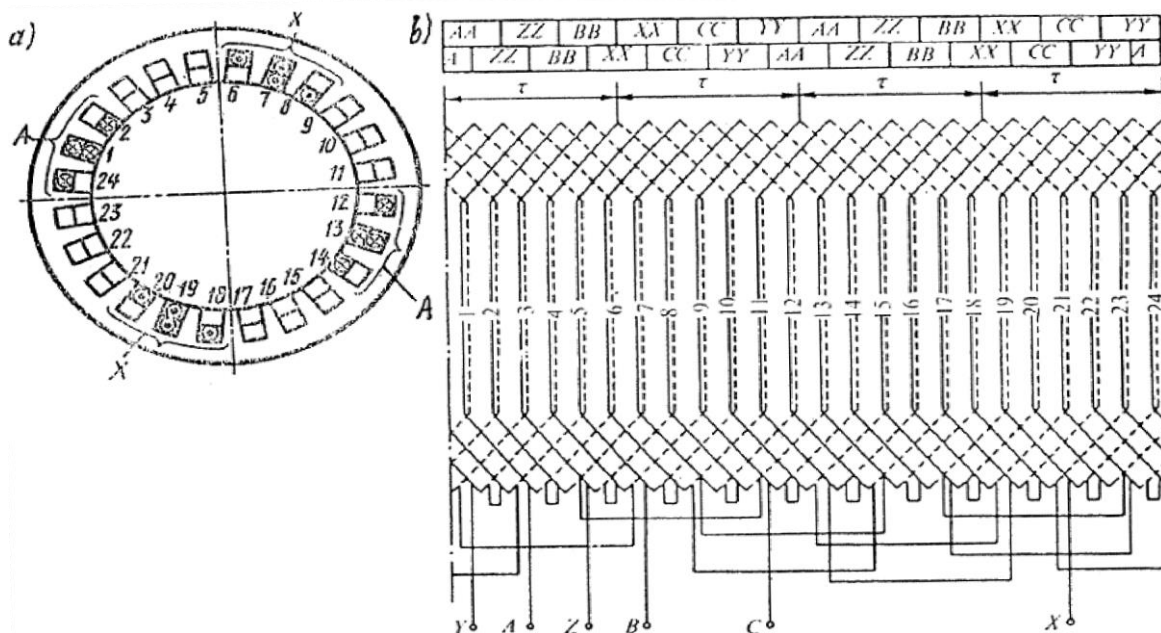 a)
X
A
1 2 3 4 5 6 7 8 9 10 11 12 13 14 15 16 17 18 19 20 21 22 23 24
A
X
b)
AA ZZ BB XX CC YY AA ZZ BB XX CC YY
A ZZ BB XX CC YY AA ZZ BB XX CC YY A
τ τ τ τ
1 2 3 4 5 6 7 8 9 10 11 12 13 14 15 16 17 18 19 20 21 22 23 24
Y A Z B C X